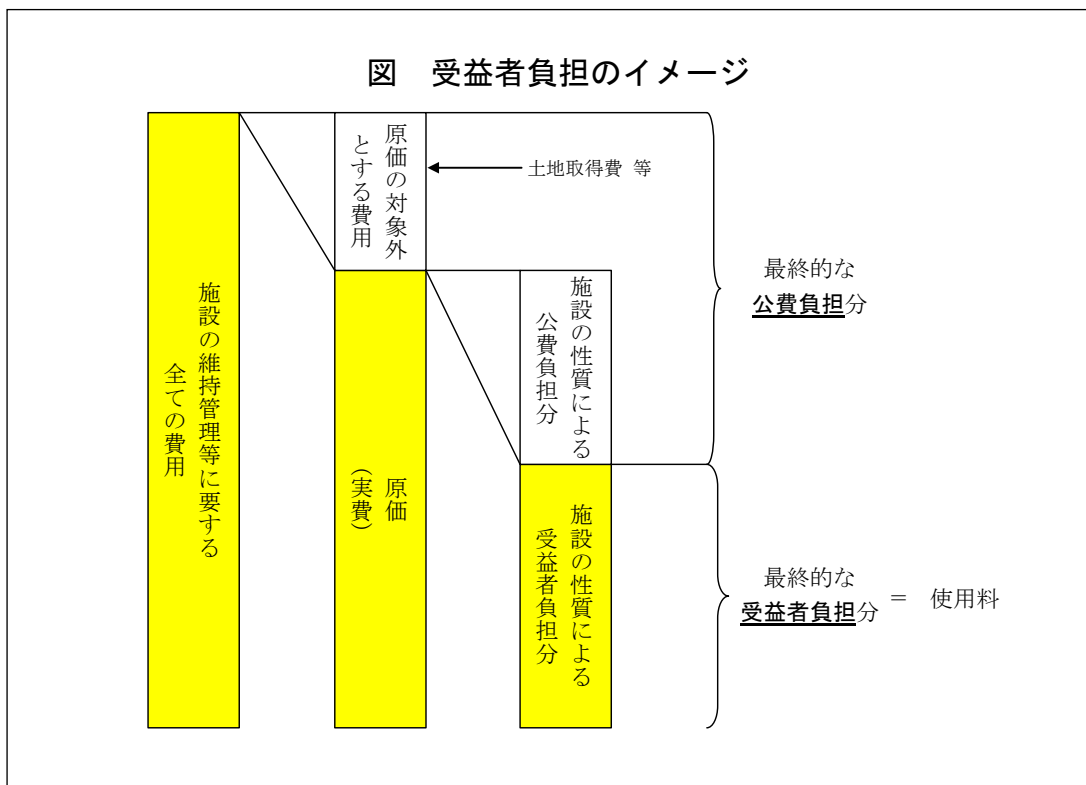 図　受益者負担のイメージ
施設の維持管理等に要する
全ての費用
原価の対象外
とする費用
土地取得費 等
原価
（実費）
施設の性質による
公費負担分
施設の性質による
受益者負担分
最終的な
公費負担分
最終的な
受益者負担分 ＝ 使用料